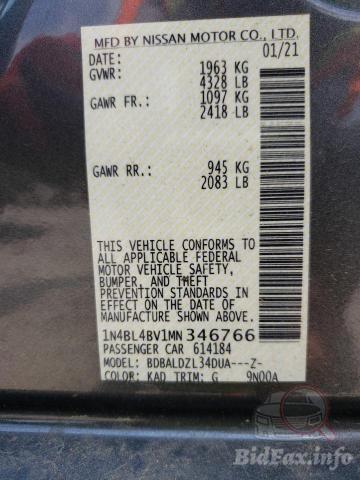 MFD BY NISSAN MOTOR CO., LTD.
DATE: 01/21
GVWR: 1963 KG
4328 LB
GAWR FR.: 1097 KG
2418 LB
GAWR RR.: 945 KG
2083 LB
THIS VEHICLE CONFORMS TO
ALL APPLICABLE FEDERAL
MOTOR VEHICLE SAFETY,
BUMPER, AND THEFT
PREVENTION STANDARDS IN
EFFECT ON THE DATE OF
MANUFACTURE SHOWN ABOVE.
1N4BL4BV1MN346766
PASSENGER CAR 614184
MODEL: BDBALDZL34DUA---Z-
COLOR: KAD TRIM: G 9N00A
BidFax.info